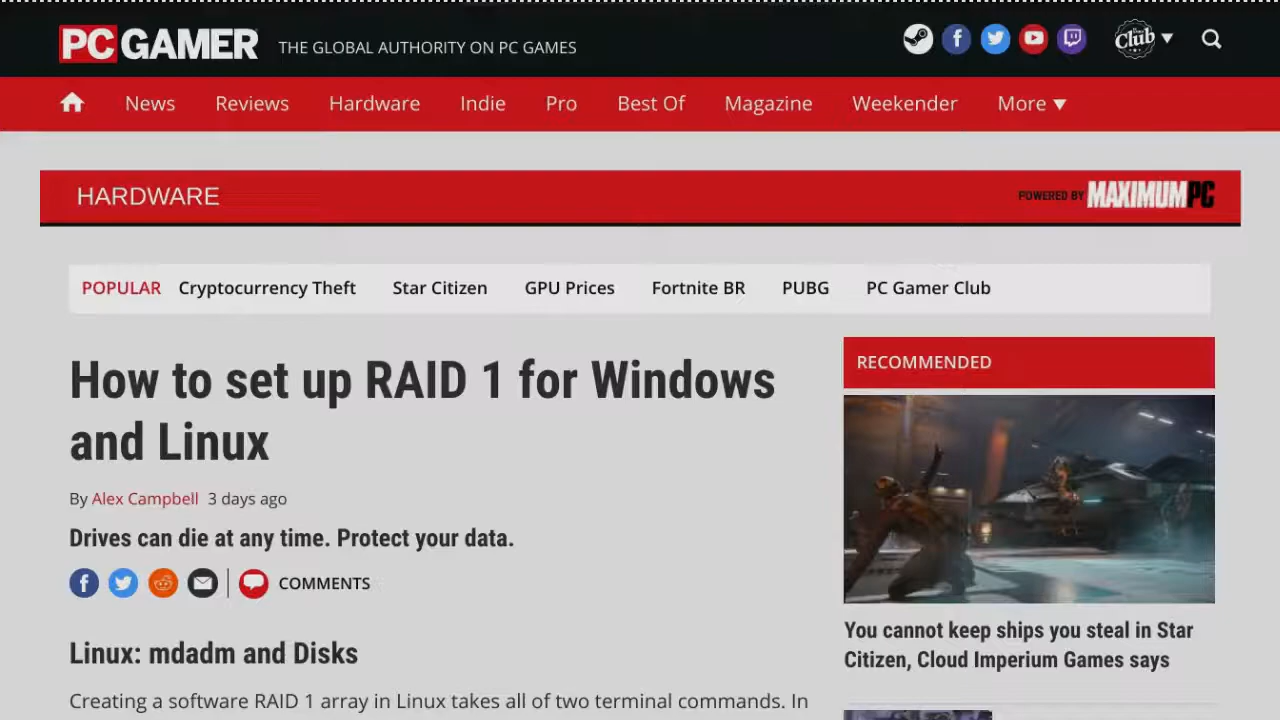 PC GAMER THE GLOBAL AUTHORITY ON PC GAMES
Club
News Reviews Hardware Indie Pro Best Of Magazine Weekender More
HARDWARE
POWERED BY MAXIMUMPC
POPULAR Cryptocurrency Theft Star Citizen GPU Prices Fortnite BR PUBG PC Gamer Club
How to set up RAID 1 for Windows
and Linux
By Alex Campbell 3 days ago
Drives can die at any time. Protect your data.
COMMENTS
Linux: mdadm and Disks
Creating a software RAID 1 array in Linux takes all of two terminal commands. In
RECOMMENDED
You cannot keep ships you steal in Star
Citizen, Cloud Imperium Games says